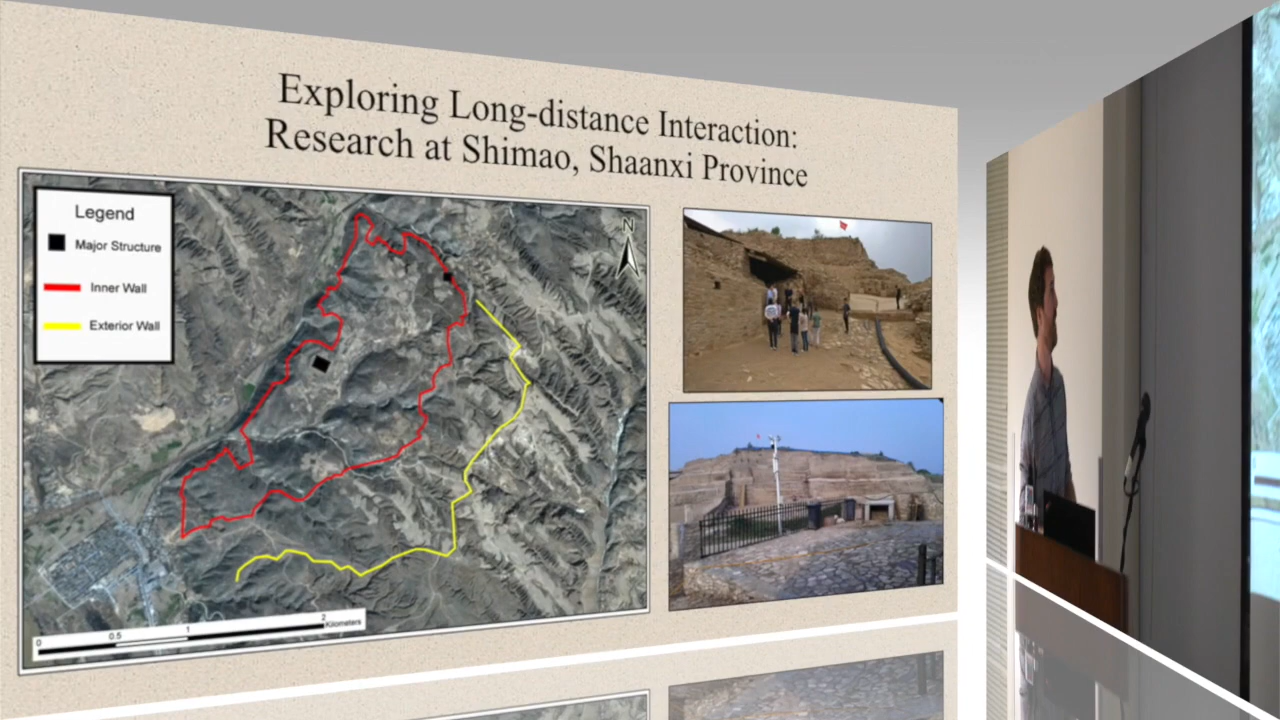 Exploring Long-distance Interaction:
Research at Shimao, Shaanxi Province
Legend
Major Structure
Inner Wall
Exterior Wall
N
0 0.5 1 2
Kilometers